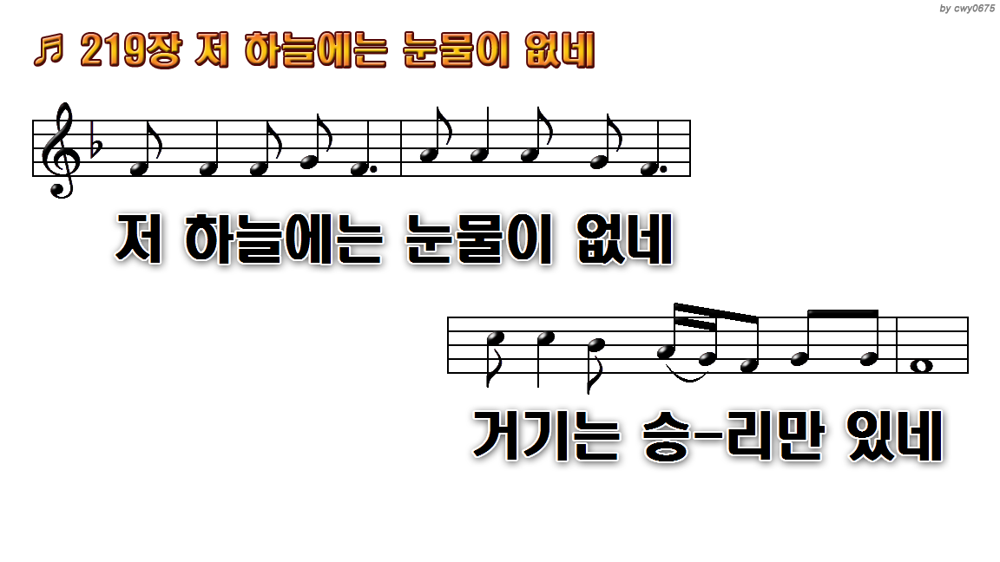 by cwy0675
♬ 219장 저 하늘에는 눈물이 없네
저 하늘에는 눈물이 없네
거기는 승-리만 있네